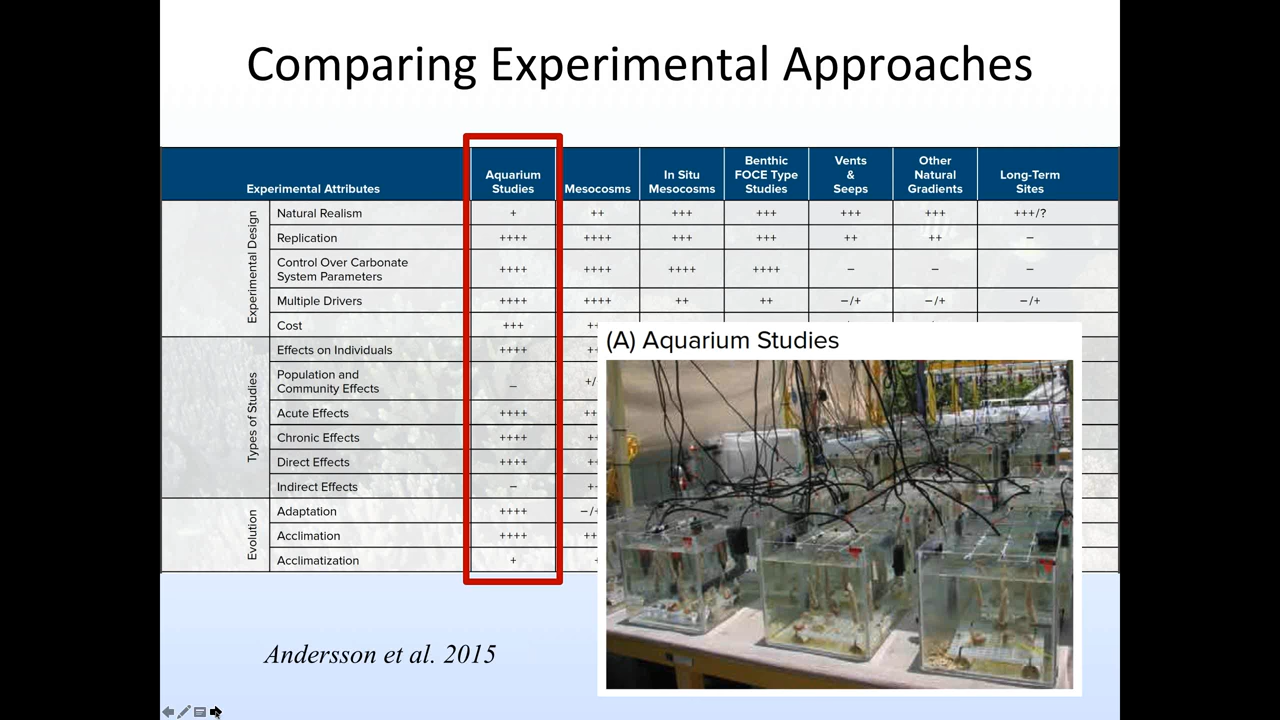 Comparing Experimental Approaches
Experimental Attributes
Aquarium Studies
Mesocosms
In Situ Mesocosms
Benthic FOCE Type Studies
Vents & Seeps
Other Natural Gradients
Long-Term Sites
Experimental Design
Natural Realism + ++ +++ +++ +++ +++ +++/?
Replication ++++ ++++ +++ +++ ++ ++ –
Control Over Carbonate System Parameters ++++ ++++ ++++ ++++ – – –
Multiple Drivers ++++ ++++ ++ ++ –/+ –/+ –/+
Cost +++
Types of Studies
Effects on Individuals ++++
Population and Community Effects –
Acute Effects ++++
Chronic Effects ++++
Direct Effects ++++
Indirect Effects –
Evolution
Adaptation ++++
Acclimation ++++
Acclimatization +
(A) Aquarium Studies
Andersson et al. 2015